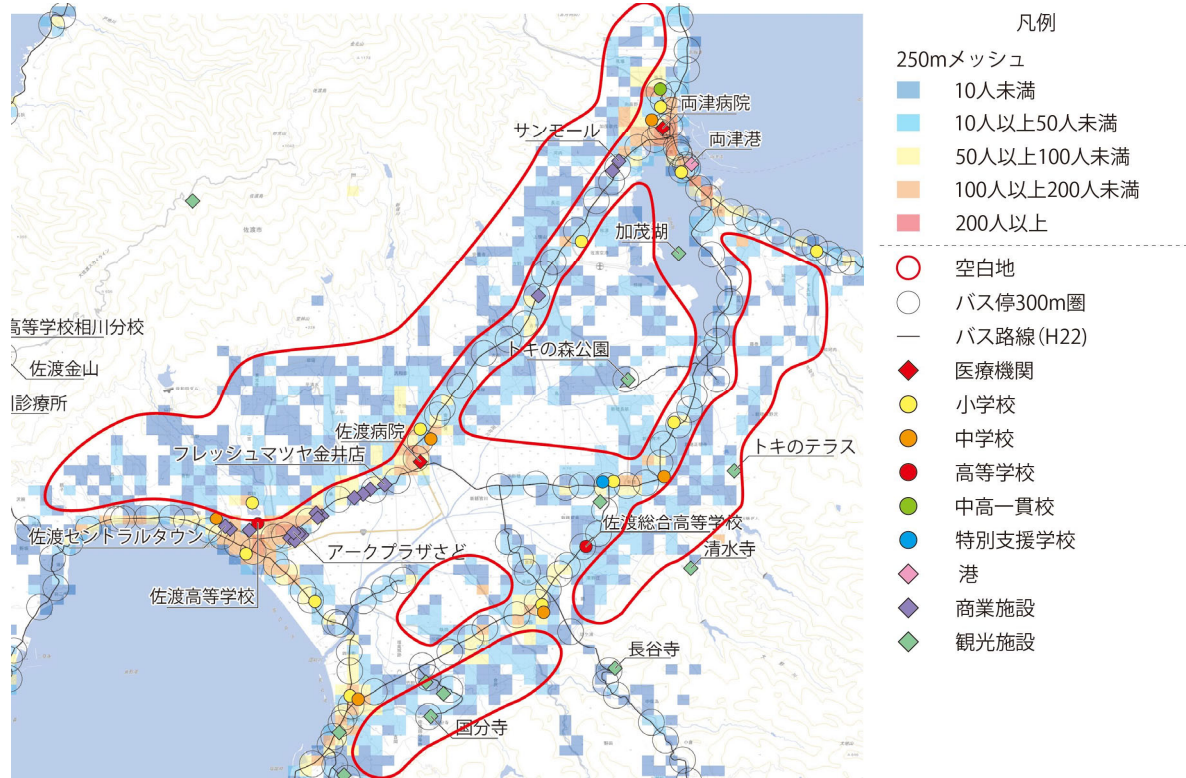 両津病院
サンモール
両津港
加茂湖
高等学校相川分校
トキの森公園
佐渡金山
診療所
佐渡病院
フレッシュマツヤ金井店
トキのテラス
佐渡総合高等学校
佐渡セントラルタウン
アークプラザさど
清水寺
佐渡高等学校
長谷寺
国分寺
凡例
250mメッシュ
10人未満
10人以上50人未満
50人以上100人未満
100人以上200人未満
200人以上
空白地
バス停300m圏
バス路線(H22)
医療機関
小学校
中学校
高等学校
中高一貫校
特別支援学校
港
商業施設
観光施設